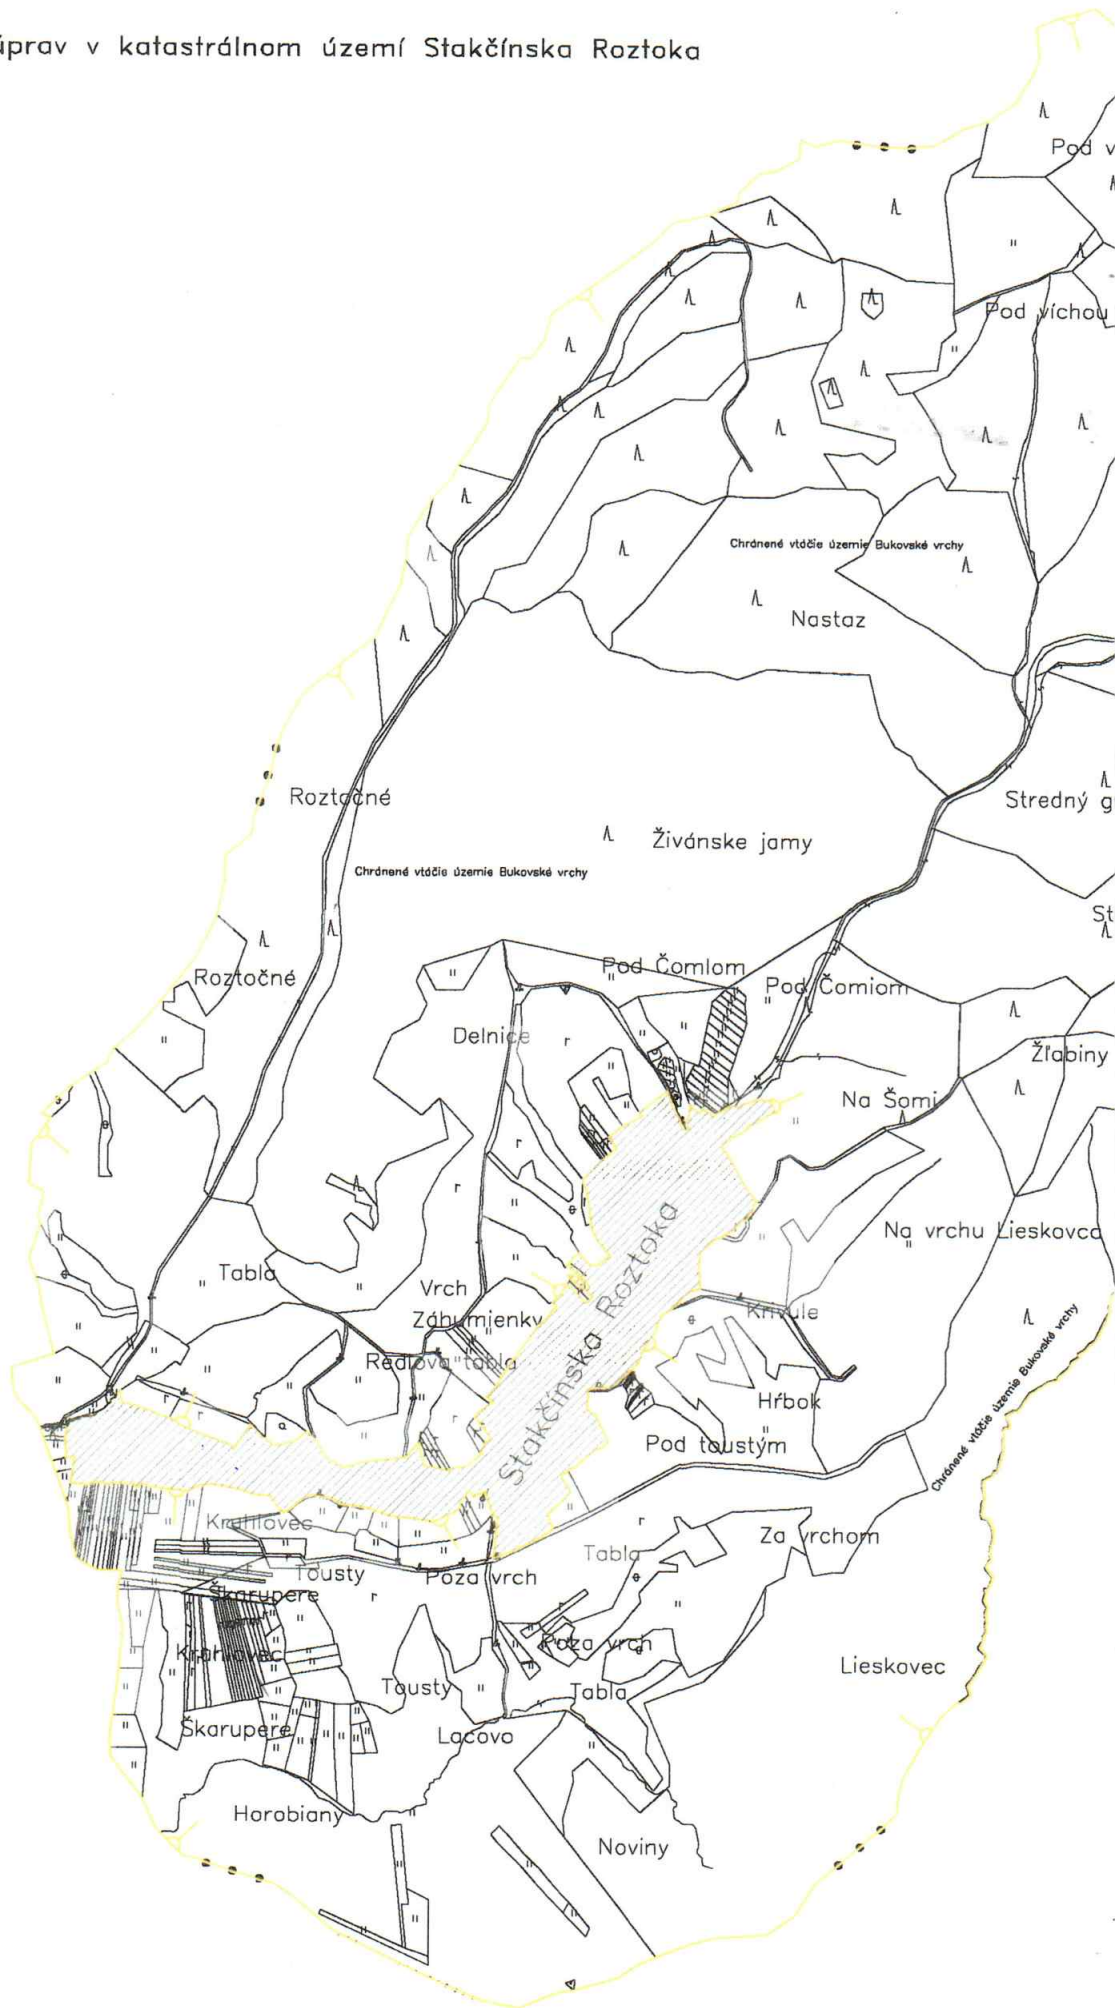 úprav v katastrálnom území Stakčínska Roztoka
Pod v
Pod víchou
Chránené vtáčie územie Bukovské vrchy
Nastaz
Roztočné
Stredný g
Živánske jamy
Chránené vtáčie územie Bukovské vrchy
St
Roztočné
Pod Čomlom
Pod Čomiom
Delnice
Žľabiny
Na Šomi
Na vrchu Lieskovca
Tabla
Vrch
Záhumienky
Krivule
Redlova tabla
Stakčínska Roztoka
Hŕbok
Pod toustým
Chránené vtáčie územie Bukovské vrchy
Krahlovec
Za vrchom
Tabla
Tousty
Poza vrch
Škarupere
Krahlovec
Poza vrch
Lieskovec
Tousty
Tabla
Škarupere
Lacovo
Horobiany
Noviny